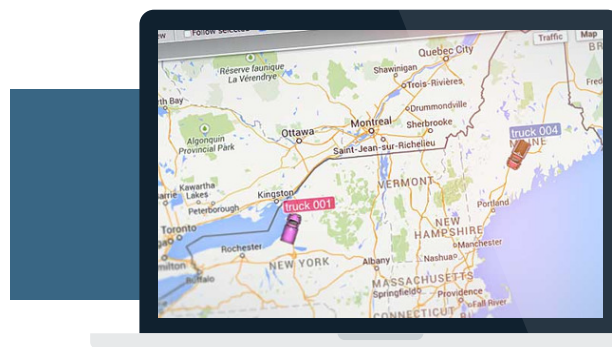 Follow selected
Traffic
Map
Quebec City
Réserve faunique
La Vérendrye
Shawinigan
Trois-Rivières
Drummondville
Montreal
Sherbrooke
Ottawa
Saint-Jean-sur-Richelieu
Algonquin
Provincial Park
truck 004
MAINE
Kawartha
Lakes
Peterborough
Kingston
truck 001
VERMONT
Portland
Toronto
Rochester
NEW
HAMPSHIRE
Manchester
NEW YORK
Albany
Nashua
Buffalo
MASSACHUSETTS
Springfield
Providence
Fall River
CONNECTICUT